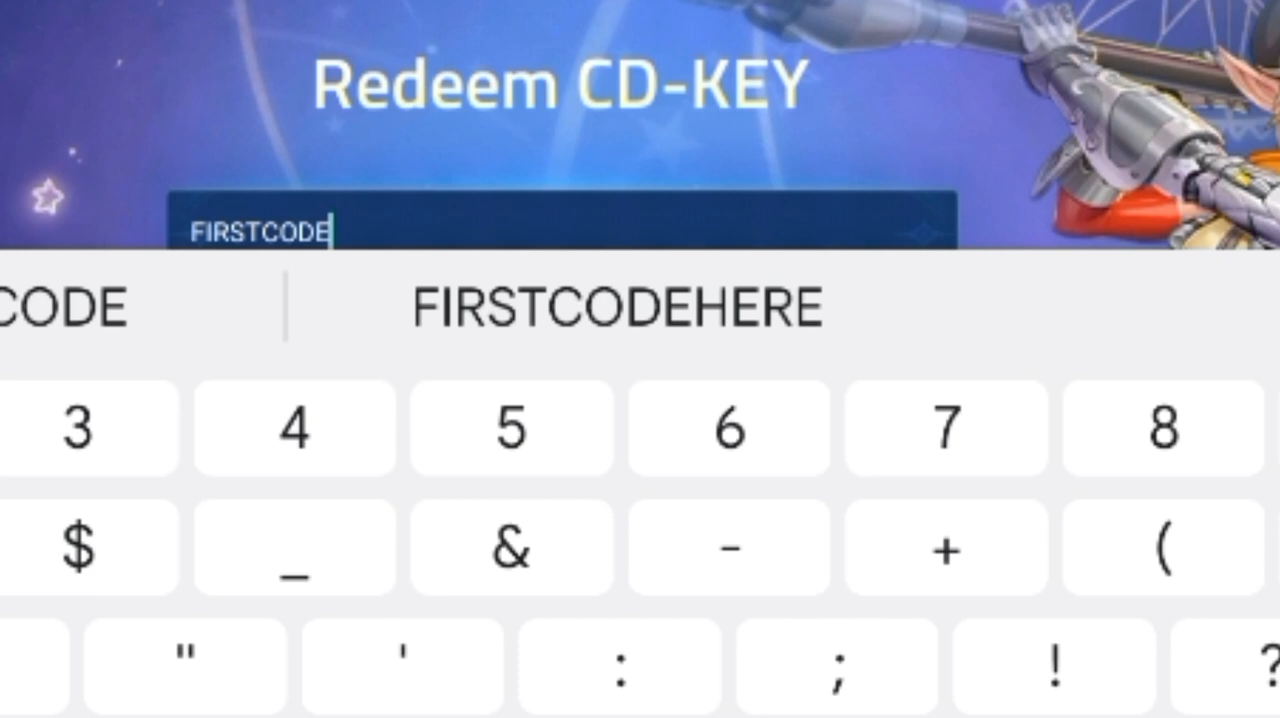 Redeem CD-KEY
FIRSTCODE
CODE FIRSTCODEHERE
3 4 5 6 7 8
$ _ & - + (
" ' : ; ! ?